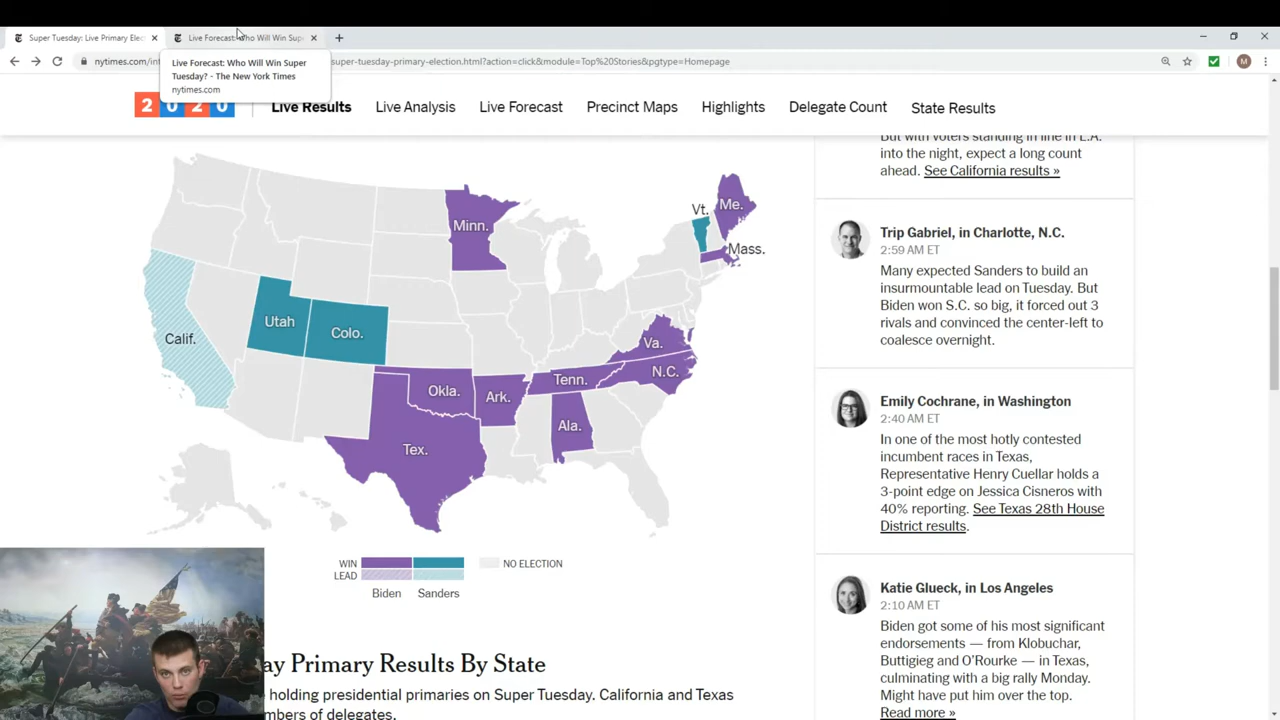 Super Tuesday: Live Primary Elec
Live Forecast: Who Will Win Sup
nytimes.com/in
super-tuesday-primary-election.html?action=click&module=Top%20Stories&pgtype=Homepage
M
Live Forecast: Who Will Win Super
Tuesday? - The New York Times
nytimes.com
2020
Live Results
Live Analysis
Live Forecast
Precinct Maps
Highlights
Delegate Count
State Results
Minn.
Vt.
Me.
Mass.
Utah
Colo.
Calif.
Va.
N.C.
Tenn.
Okla.
Ark.
Ala.
Tex.
WIN
LEAD
NO ELECTION
Biden
Sanders
ay Primary Results By State
holding presidential primaries on Super Tuesday. California and Texas
mbers of delegates.
But with voters standing in line in L.A.
into the night, expect a long count
ahead. See California results »
Trip Gabriel, in Charlotte, N.C.
2:59 AM ET
Many expected Sanders to build an
insurmountable lead on Tuesday. But
Biden won S.C. so big, it forced out 3
rivals and convinced the center-left to
coalesce overnight.
Emily Cochrane, in Washington
2:40 AM ET
In one of the most hotly contested
incumbent races in Texas,
Representative Henry Cuellar holds a
3-point edge on Jessica Cisneros with
40% reporting. See Texas 28th House
District results.
Katie Glueck, in Los Angeles
2:10 AM ET
Biden got some of his most significant
endorsements — from Klobuchar,
Buttigieg and O'Rourke — in Texas,
culminating with a big rally Monday.
Might have put him over the top.
Read more »